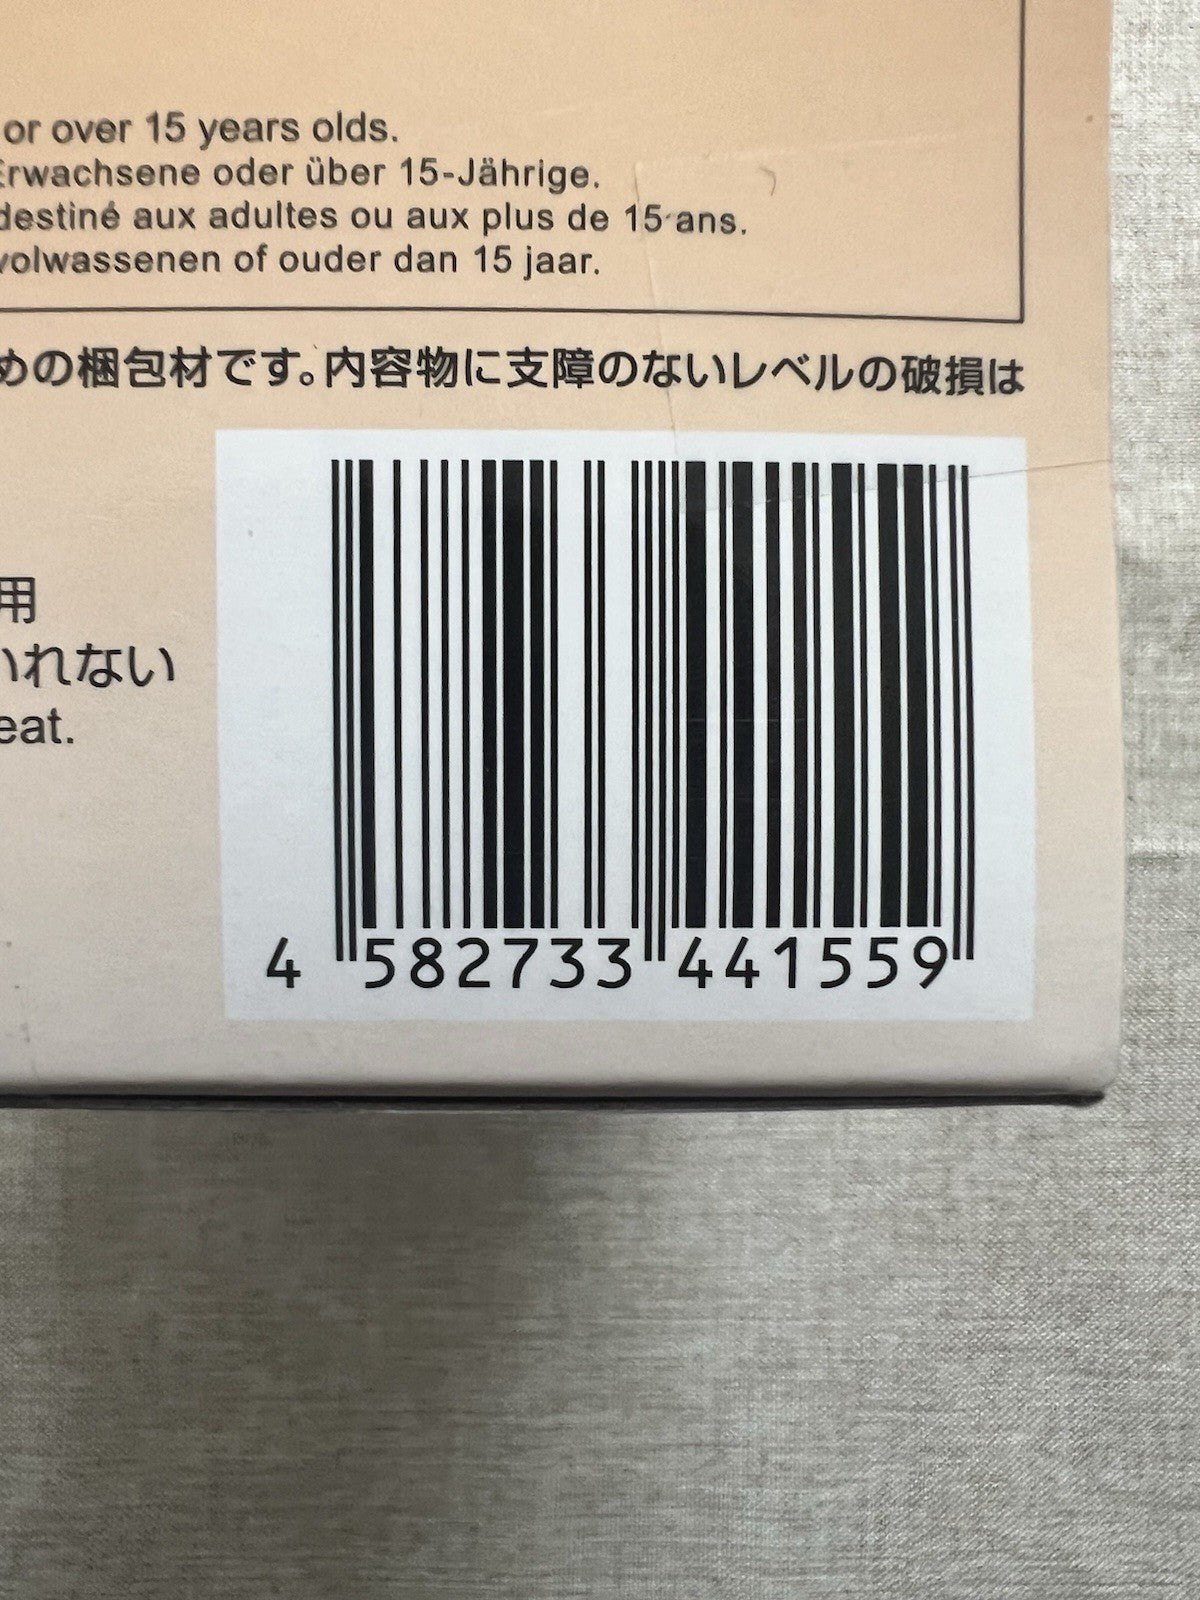 or over 15 years olds.
Erwachsene oder über 15-Jährige.
destiné aux adultes ou aux plus de 15 ans.
volwassenen of ouder dan 15 jaar.
めの梱包材です。内容物に支障のないレベルの破損は
用
いれない
eat.
4 582733 441559